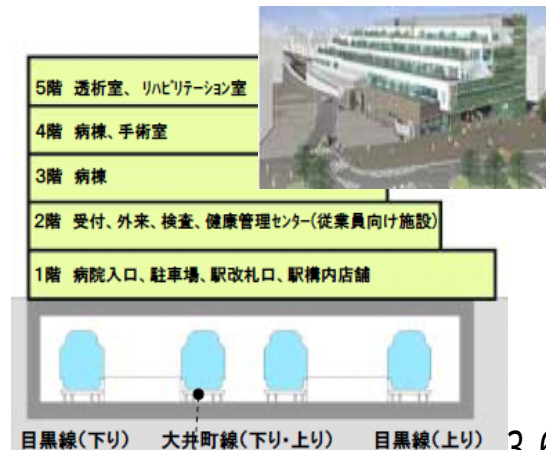 5階 透析室、ﾘﾊﾋﾞﾘﾃｰｼｮﾝ室
4階 病棟、手術室
3階 病棟
2階 受付、外来、検査、健康管理ｾﾝﾀｰ(従業員向け施設)
1階 病院入口、駐車場、駅改札口、駅構内店舗
目黒線(下り) 大井町線(下り・上り) 目黒線(上り)